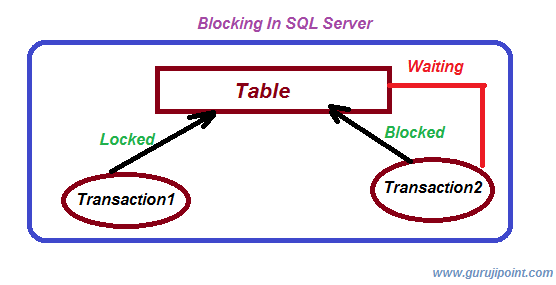 Blocking In SQL Server
Waiting
Table
Locked
Blocked
Transaction1
Transaction2
www.gurujipoint.com